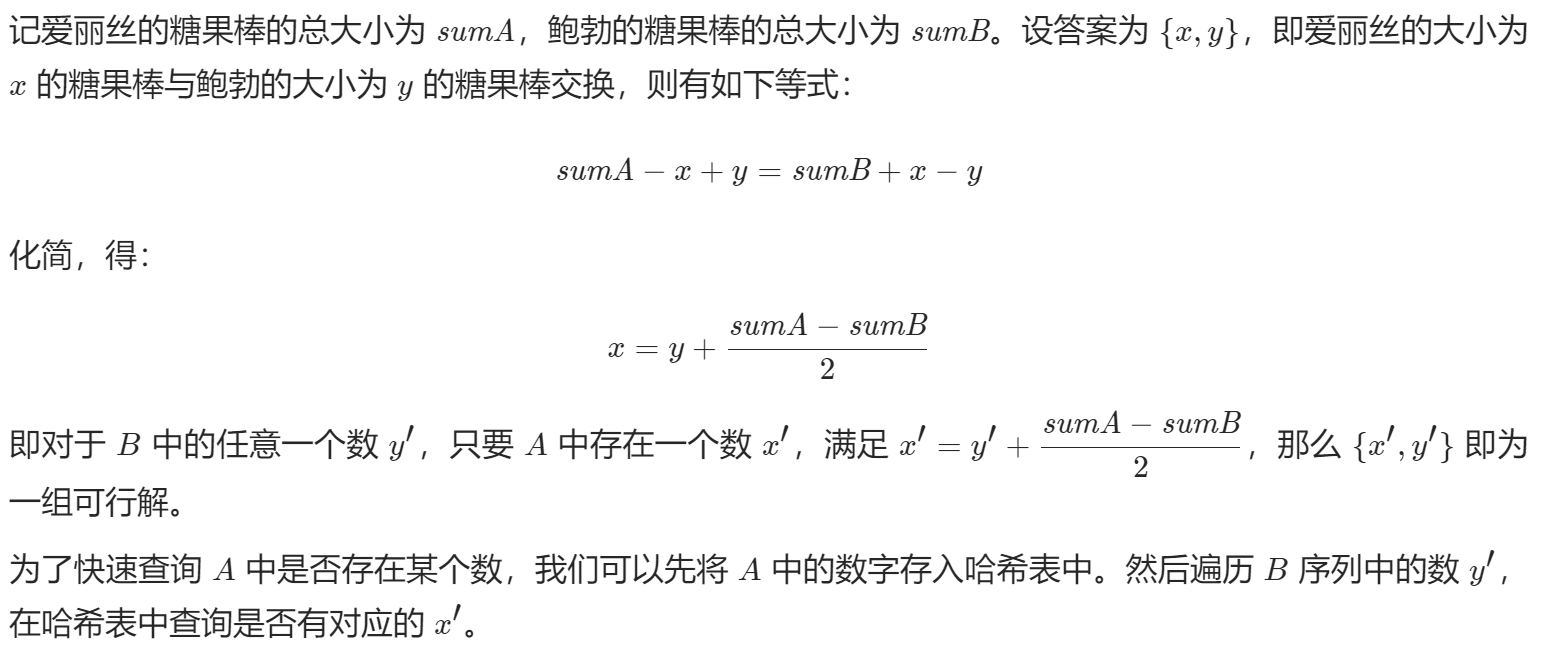 记爱丽丝的糖果棒的总大小为 sumA，鲍勃的糖果棒的总大小为 sumB。设答案为 {x, y}，即爱丽丝的大小为
x 的糖果棒与鲍勃的大小为 y 的糖果棒交换，则有如下等式：
sumA − x + y = sumB + x − y
化简，得：
x = y + \frac{sumA − sumB}{2}
即对于 B 中的任意一个数 y′，只要 A 中存在一个数 x′，满足 x′ = y′ + \frac{sumA − sumB}{2}，那么 {x′, y′} 即为
一组可行解。
为了快速查询 A 中是否存在某个数，我们可以先将 A 中的数字存入哈希表中。然后遍历 B 序列中的数 y′，
在哈希表中查询是否有对应的 x′。